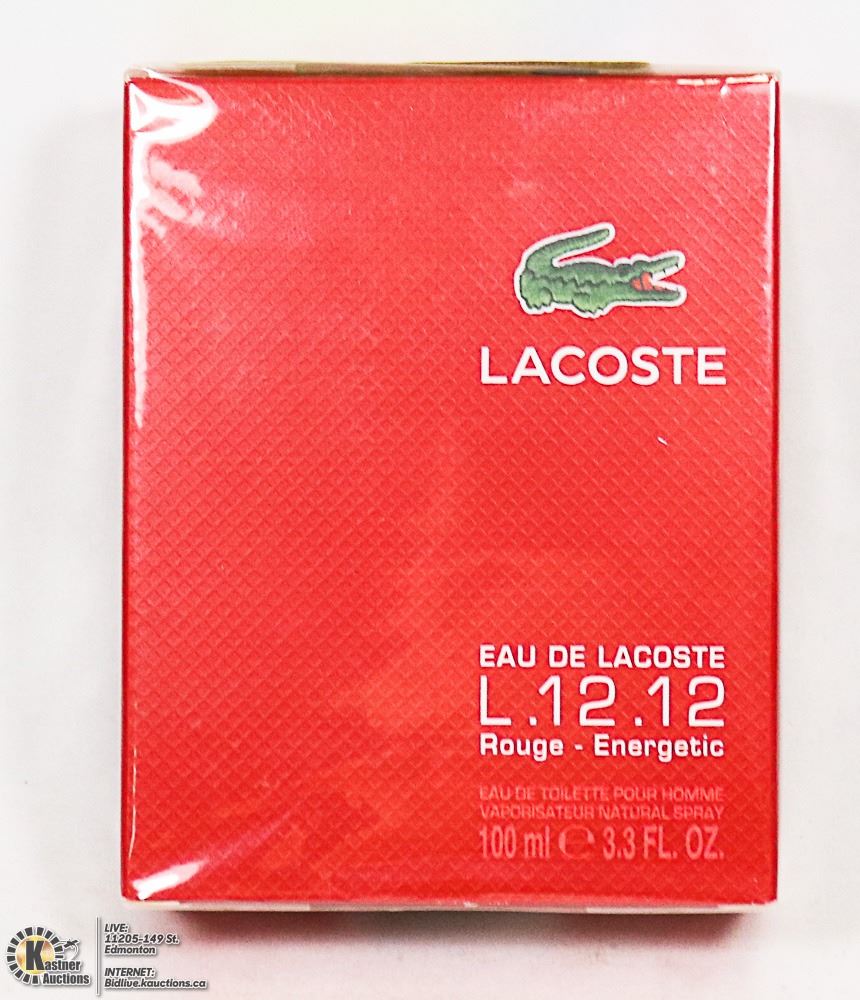 LACOSTE
EAU DE LACOSTE
L.12.12
Rouge - Energetic
EAU DE TOILETTE POUR HOMME
VAPORISATEUR NATURAL SPRAY
100 ml ℮ 3.3 FL. OZ.
Kastner
Auctions
LIVE:
11205-149 St.
Edmonton
INTERNET:
Bidlive.kauctions.ca